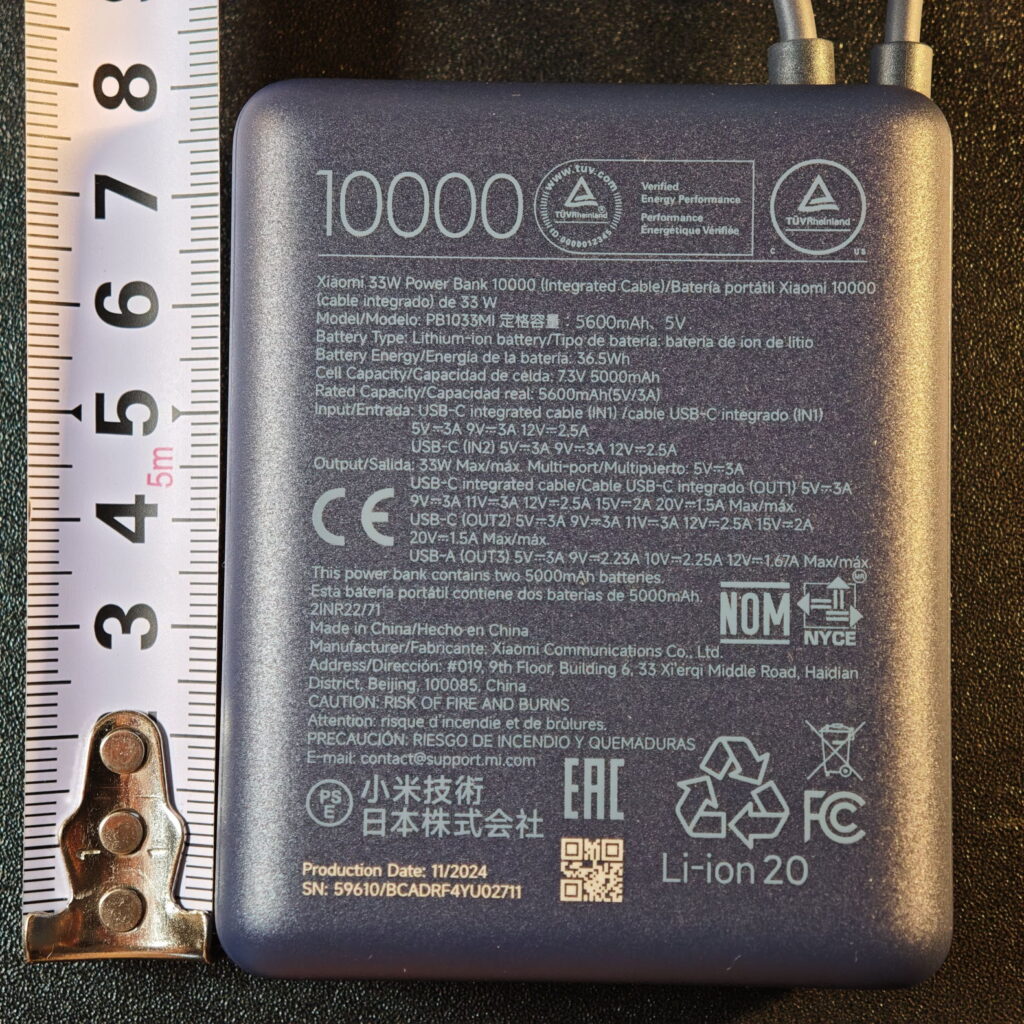 8
7
6
5
5m
4
3
1 1
10000
www.tuv.com
TÜVRheinland
ID 0000012345
Verified
Energy Performance
Performance
Énergétique Vérifiée
TÜVRheinland
C US
Xiaomi 33W Power Bank 10000 (Integrated Cable)/Batería portátil Xiaomi 10000
(cable integrado) de 33 W
Model/Modelo: PB1033MI 定格容量：5600mAh、5V
Battery Type: Lithium-ion battery/Tipo de batería: batería de ion de litio
Battery Energy/Energía de la batería: 36.5Wh
Cell Capacity/Capacidad de celda: 7.3V 5000mAh
Rated Capacity/Capacidad real: 5600mAh(5V/3A)
Input/Entrada: USB-C integrated cable (IN1) /cable USB-C integrado (IN1)
5V⎓3A 9V⎓3A 12V⎓2.5A
USB-C (IN2) 5V⎓3A 9V⎓3A 12V⎓2.5A
Output/Salida: 33W Max/máx. Multi-port/Multipuerto: 5V⎓3A
USB-C integrated cable/Cable USB-C integrado (OUT1) 5V⎓3A
9V⎓3A 11V⎓3A 12V⎓2.5A 15V⎓2A 20V⎓1.5A Max/máx.
USB-C (OUT2) 5V⎓3A 9V⎓3A 11V⎓3A 12V⎓2.5A 15V⎓2A
20V⎓1.5A Max/máx.
USB-A (OUT3) 5V⎓3A 9V⎓2.23A 10V⎓2.25A 12V⎓1.67A Max/máx.
CE
This power bank contains two 5000mAh batteries.
Esta batería portátil contiene dos baterías de 5000mAh.
2INR22/71
NOM
NYCE
Made in China/Hecho en China
Manufacturer/Fabricante: Xiaomi Communications Co., Ltd.
Address/Dirección: #019, 9th Floor, Building 6, 33 Xi'erqi Middle Road, Haidian
District, Beijing, 100085, China
CAUTION: RISK OF FIRE AND BURNS
Attention: risque d'incendie et de brûlures.
PRECAUCIÓN: RIESGO DE INCENDIO Y QUEMADURAS
E-mail: contact@support.mi.com
PSE
小米技術
日本株式会社
EAC
FC
Li-ion 20
Production Date: 11/2024
SN: 59610/BCADRF4YU02711